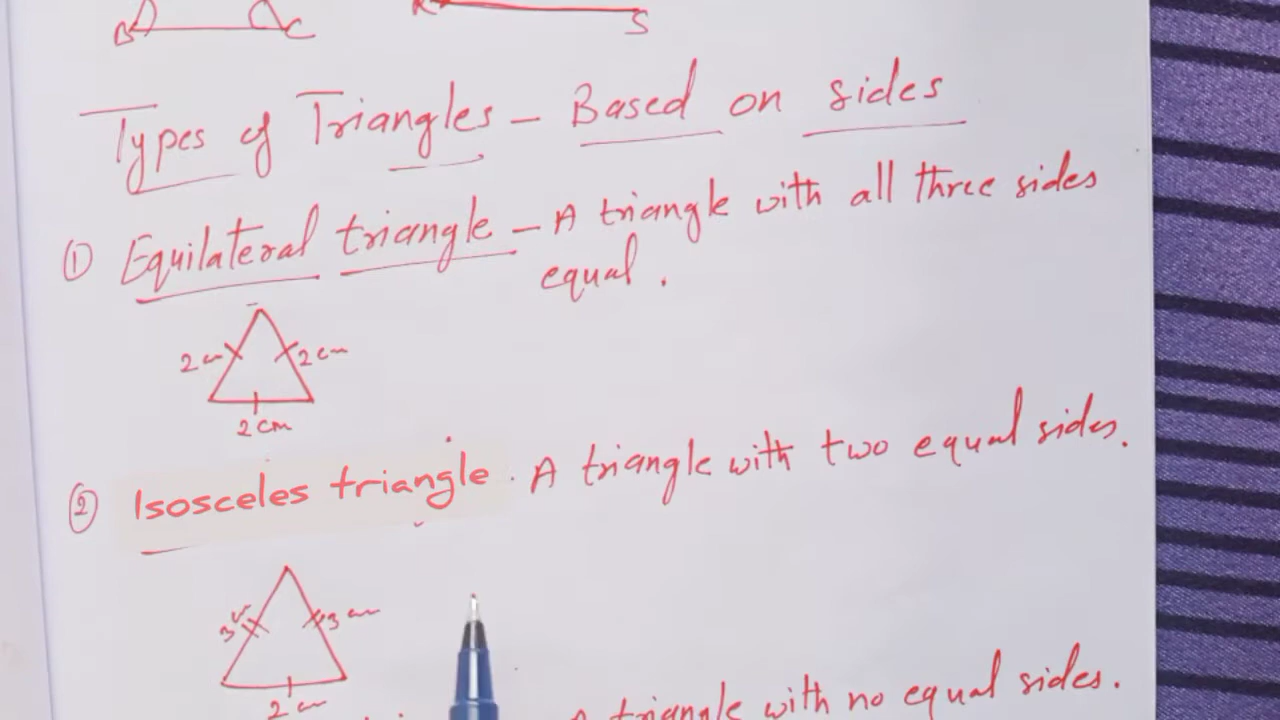 B C R S
Types of Triangles - Based on sides
① Equilateral triangle - A triangle with all three sides
equal.
2cm 2cm
2cm
② Isosceles triangle. A triangle with two equal sides.
3 3cm
2cm
A triangle with no equal sides.